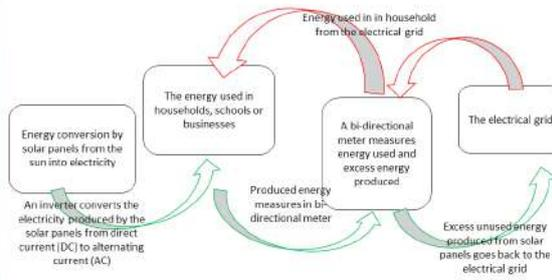 Energy used in in household
from the electrical grid
The energy used in
households, schools or
businesses
The electrical grid
A bi-directional
meter measures
energy used and
excess energy
produced
Energy conversion by
solar panels from the
sun into electricity
An inverter converts the
electricity produced by the
solar panels from direct
current (DC) to alternating
current (AC)
Produced energy
measures in bi-
directional meter
Excess unused energy
produced from solar
panels goes back to the
electrical grid